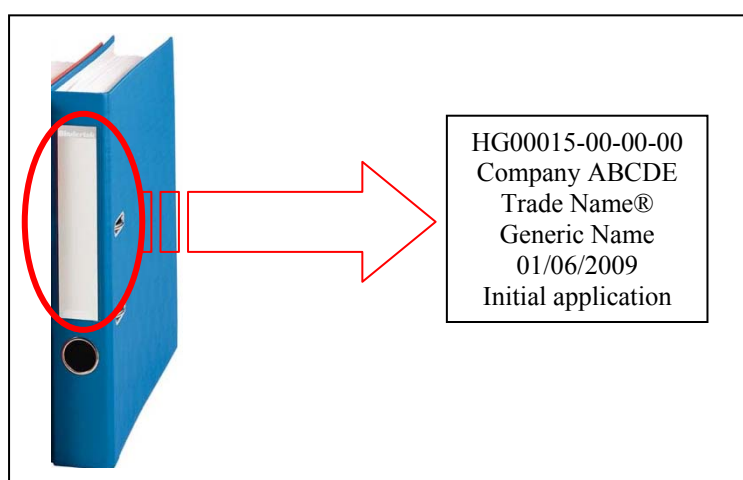 HG00015-00-00-00
Company ABCDE
Trade Name®
Generic Name
01/06/2009
Initial application